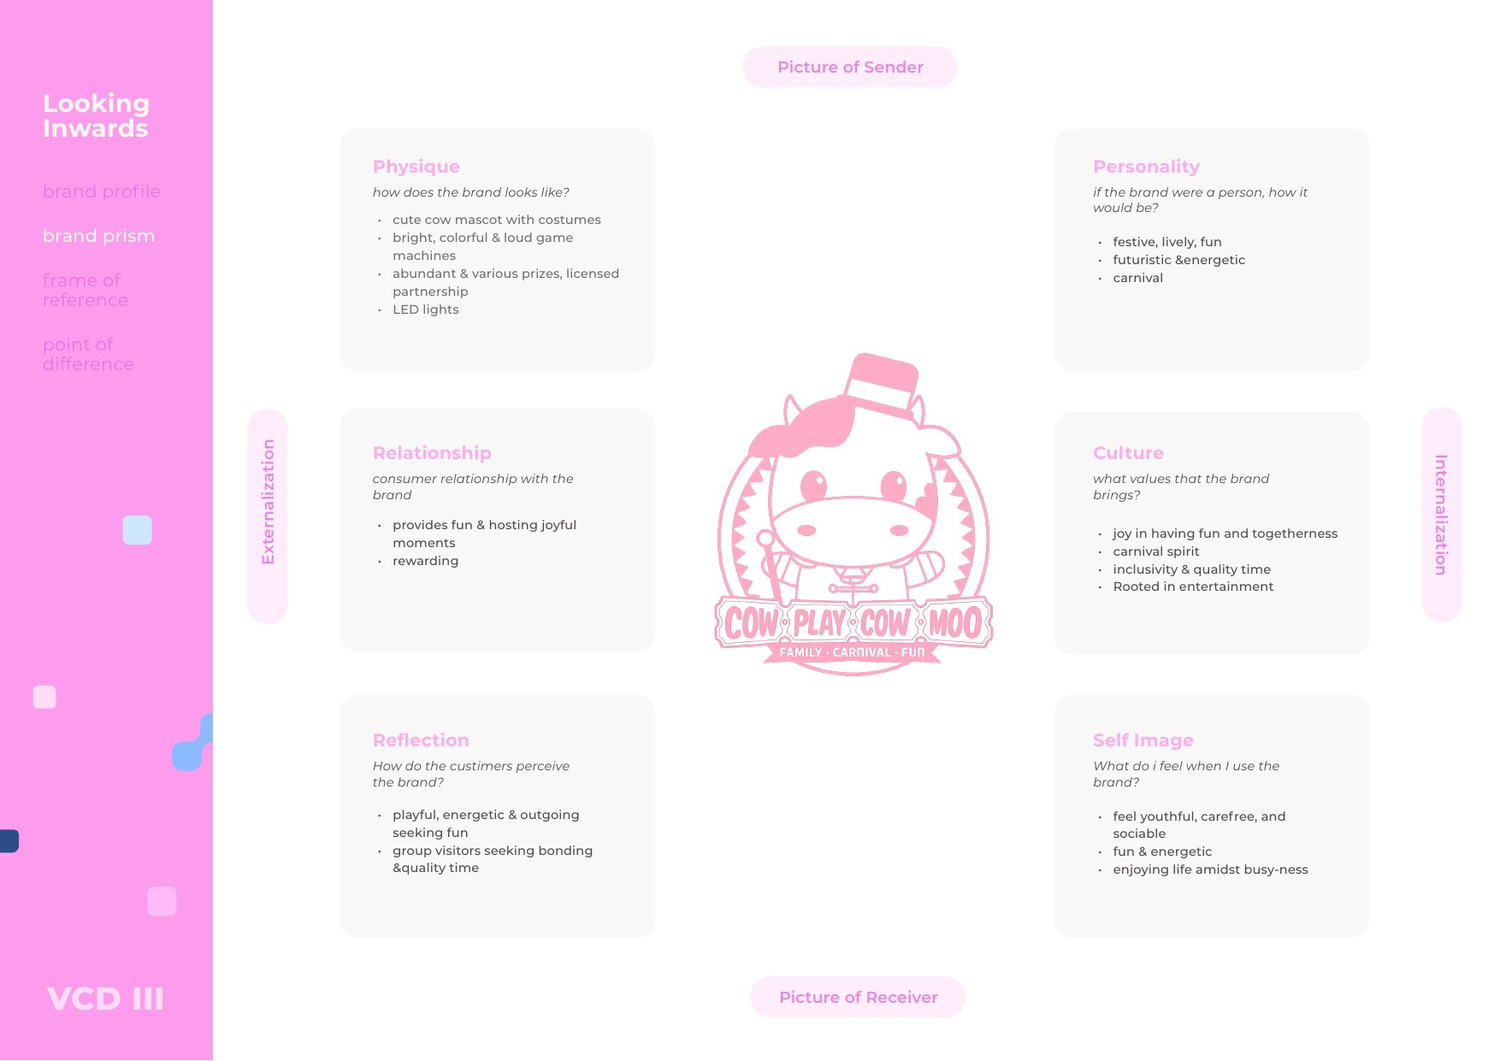 Looking
Inwards
brand profile
brand prism
frame of
reference
point of
difference
VCD III
Picture of Sender
Externalization
Physique
how does the brand looks like?
• cute cow mascot with costumes
• bright, colorful & loud game
machines
• abundant & various prizes, licensed
partnership
• LED lights
Relationship
consumer relationship with the
brand
• provides fun & hosting joyful
moments
• rewarding
Reflection
How do the custimers perceive
the brand?
• playful, energetic & outgoing
seeking fun
• group visitors seeking bonding
&quality time
COW PLAY COW MOO
FAMILY · CARNIVAL · FUN
Personality
if the brand were a person, how it
would be?
• festive, lively, fun
• futuristic &energetic
• carnival
Culture
what values that the brand
brings?
• joy in having fun and togetherness
• carnival spirit
• inclusivity & quality time
• Rooted in entertainment
Self Image
What do i feel when I use the
brand?
• feel youthful, carefree, and
sociable
• fun & energetic
• enjoying life amidst busy-ness
Internalization
Picture of Receiver